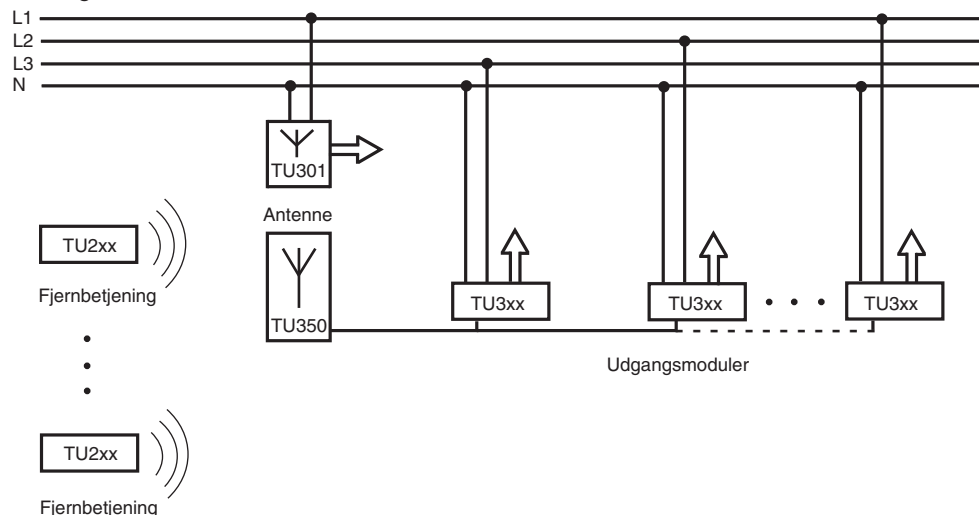 L1
L2
L3
N
TU301
Antenne
TU2xx
Fjernbetjening
TU350
TU3xx
TU3xx
TU3xx
Udgangsmoduler
TU2xx
Fjernbetjening